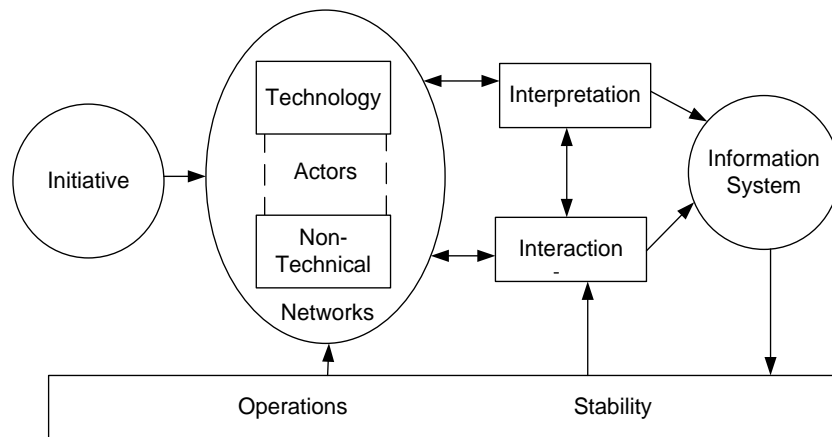 Initiative
Technology
Actors
Non-
Technical
Networks
Interpretation
Interaction
-
Information
System
Operations
Stability